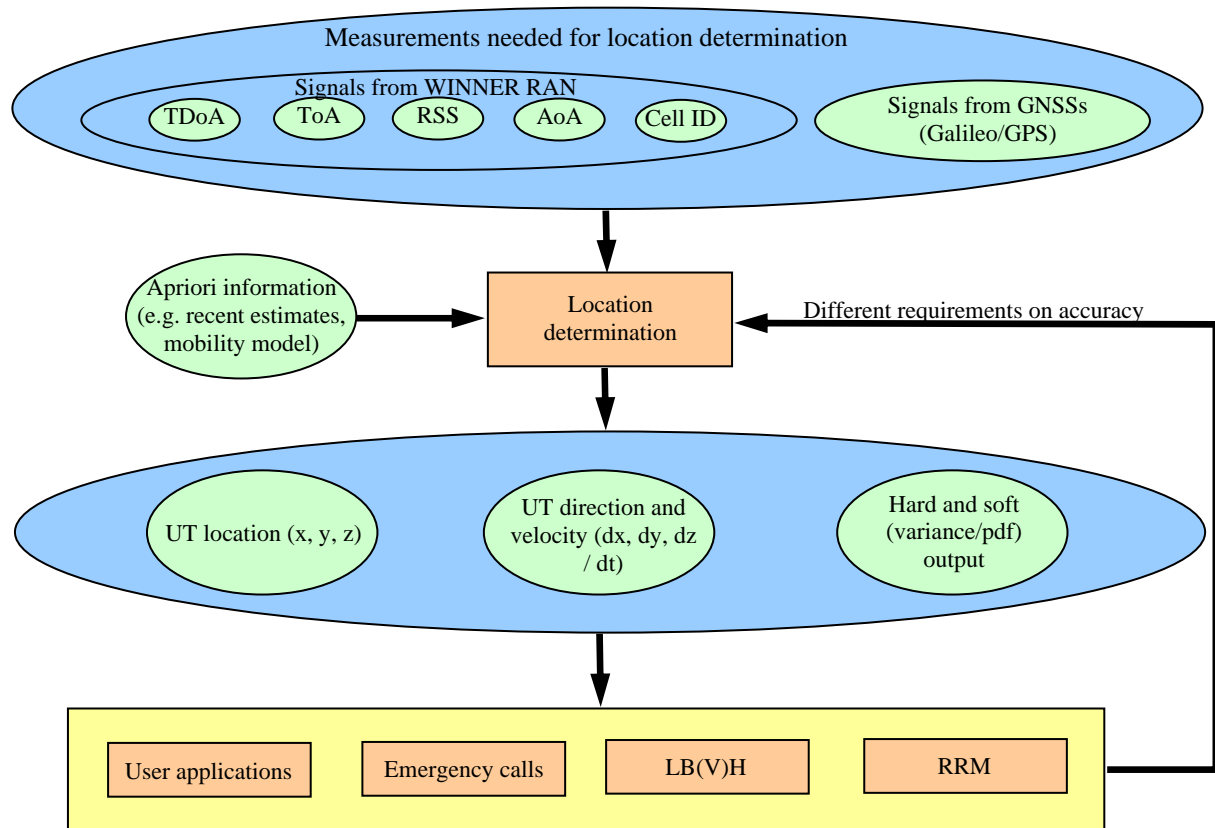 Measurements needed for location determination
Signals from WINNER RAN
TDoA
ToA
RSS
AoA
Cell ID
Signals from GNSSs
(Galileo/GPS)
Apriori information
(e.g. recent estimates,
mobility model)
Location
determination
Different requirements on accuracy
UT location (x, y, z)
UT direction and
velocity (dx, dy, dz
/ dt)
Hard and soft
(variance/pdf)
output
User applications
Emergency calls
LB(V)H
RRM